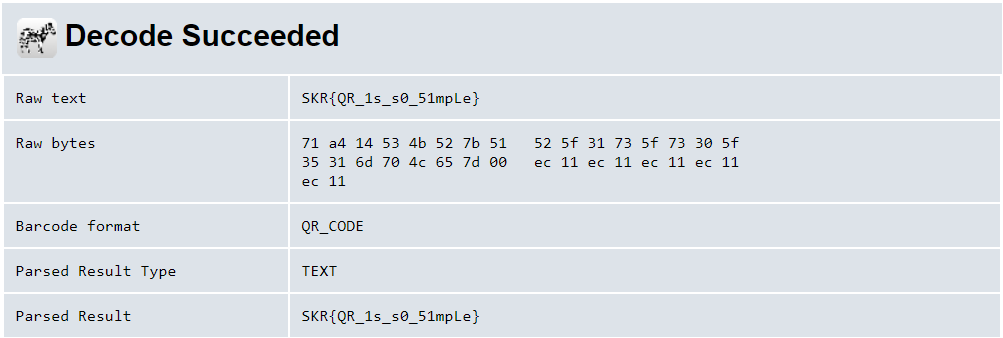 Decode Succeeded
Raw text SKR{QR_1s_s0_51mpLe}
Raw bytes 71 a4 14 53 4b 52 7b 51   52 5f 31 73 5f 73 30 5f
35 31 6d 70 4c 65 7d 00   ec 11 ec 11 ec 11 ec 11
ec 11
Barcode format QR_CODE
Parsed Result Type TEXT
Parsed Result SKR{QR_1s_s0_51mpLe}